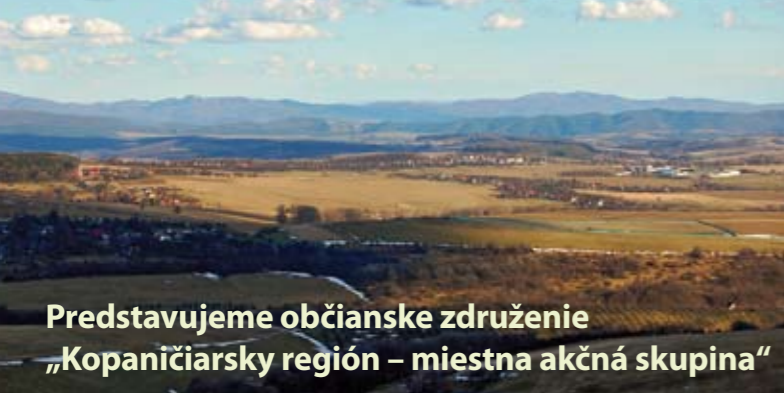 Predstavujeme občianske združenie
„Kopaničiarsky región – miestna akčná skupina“